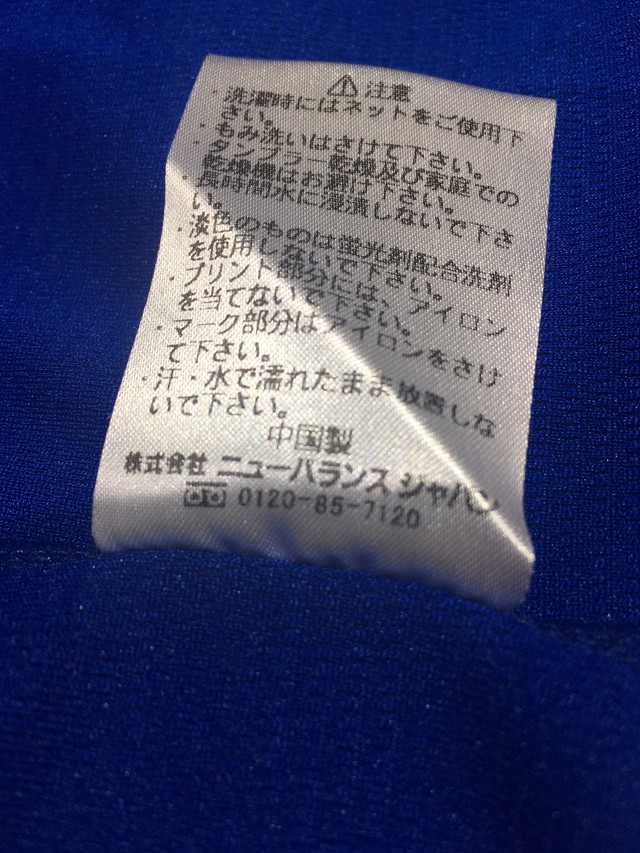 ⚠注意
・洗濯時にはネットをご使用下
さい。
・もみ洗いはさけて下さい。
・タンブラー乾燥及び家庭での
乾燥機はお避け下さい。
・長時間水に浸漬しないで下さ
い。
・淡色のものは蛍光剤配合洗剤
を使用しないで下さい。
・プリント部分には、アイロン
を当てないで下さい。
・マーク部分はアイロンをさけ
て下さい。
・汗・水で濡れたまま放置しな
いで下さい。
中国製
株式会社 ニューバランス ジャパン
0120-85-7120